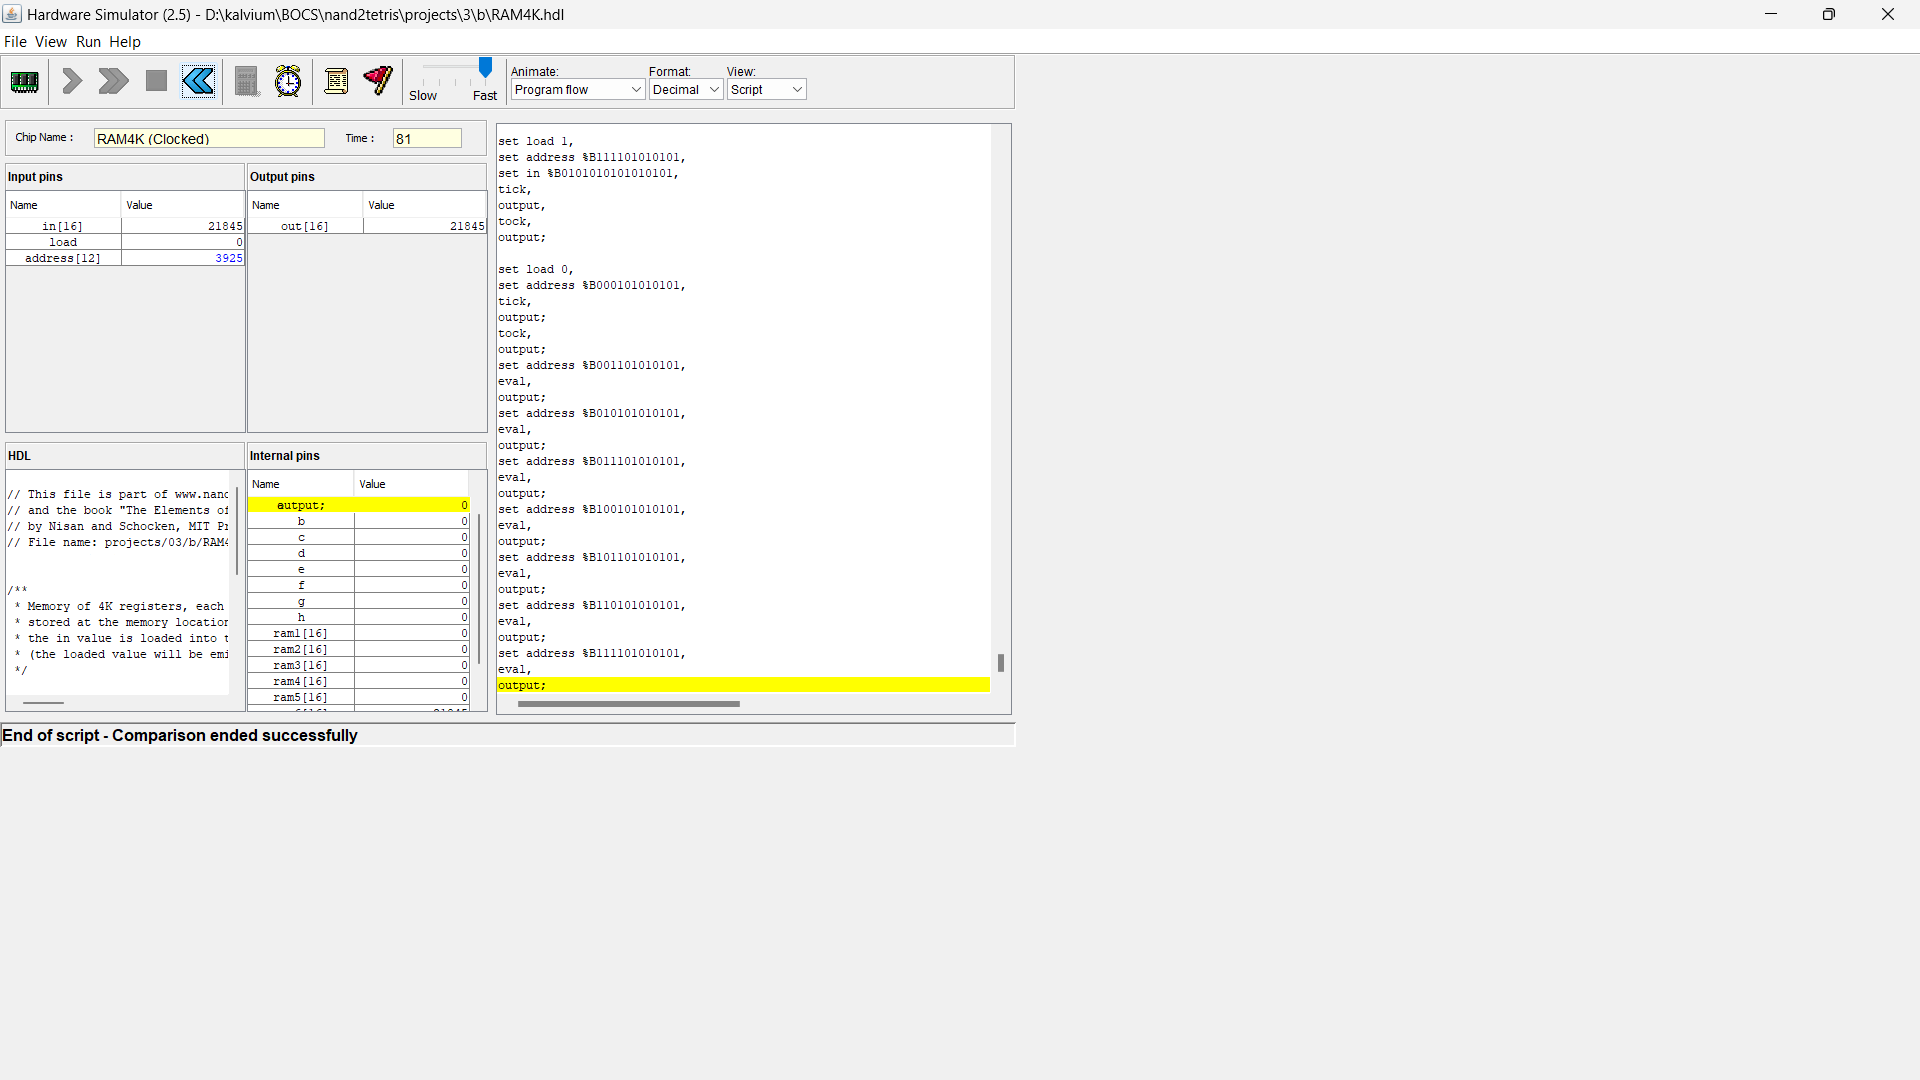 Hardware Simulator (2.5) - D:\kalvium\BOCS\nand2tetris\projects\3\b\RAM4K.hdl
File View Run Help
Slow Fast
Animate: Format: View:
Program flow Decimal Script
Chip Name : RAM4K (Clocked) Time : 81
Input pins
Name Value
in[16] 21845
load 0
address[12] 3925
Output pins
Name Value
out[16] 21845
HDL
// This file is part of www.nanc
// and the book "The Elements of
// by Nisan and Schocken, MIT Pr
// File name: projects/03/b/RAM4
/**
* Memory of 4K registers, each
* stored at the memory location
* the in value is loaded into t
* (the loaded value will be emi
*/
Internal pins
Name Value
output; 0
b 0
c 0
d 0
e 0
f 0
g 0
h 0
ram1[16] 0
ram2[16] 0
ram3[16] 0
ram4[16] 0
ram5[16] 0
set load 1,
set address %B111101010101,
set in %B0101010101010101,
tick,
output,
tock,
output;
set load 0,
set address %B000101010101,
tick,
output;
tock,
output;
set address %B001101010101,
eval,
output;
set address %B010101010101,
eval,
output;
set address %B011101010101,
eval,
output;
set address %B100101010101,
eval,
output;
set address %B101101010101,
eval,
output;
set address %B110101010101,
eval,
output;
set address %B111101010101,
eval,
output;
End of script - Comparison ended successfully